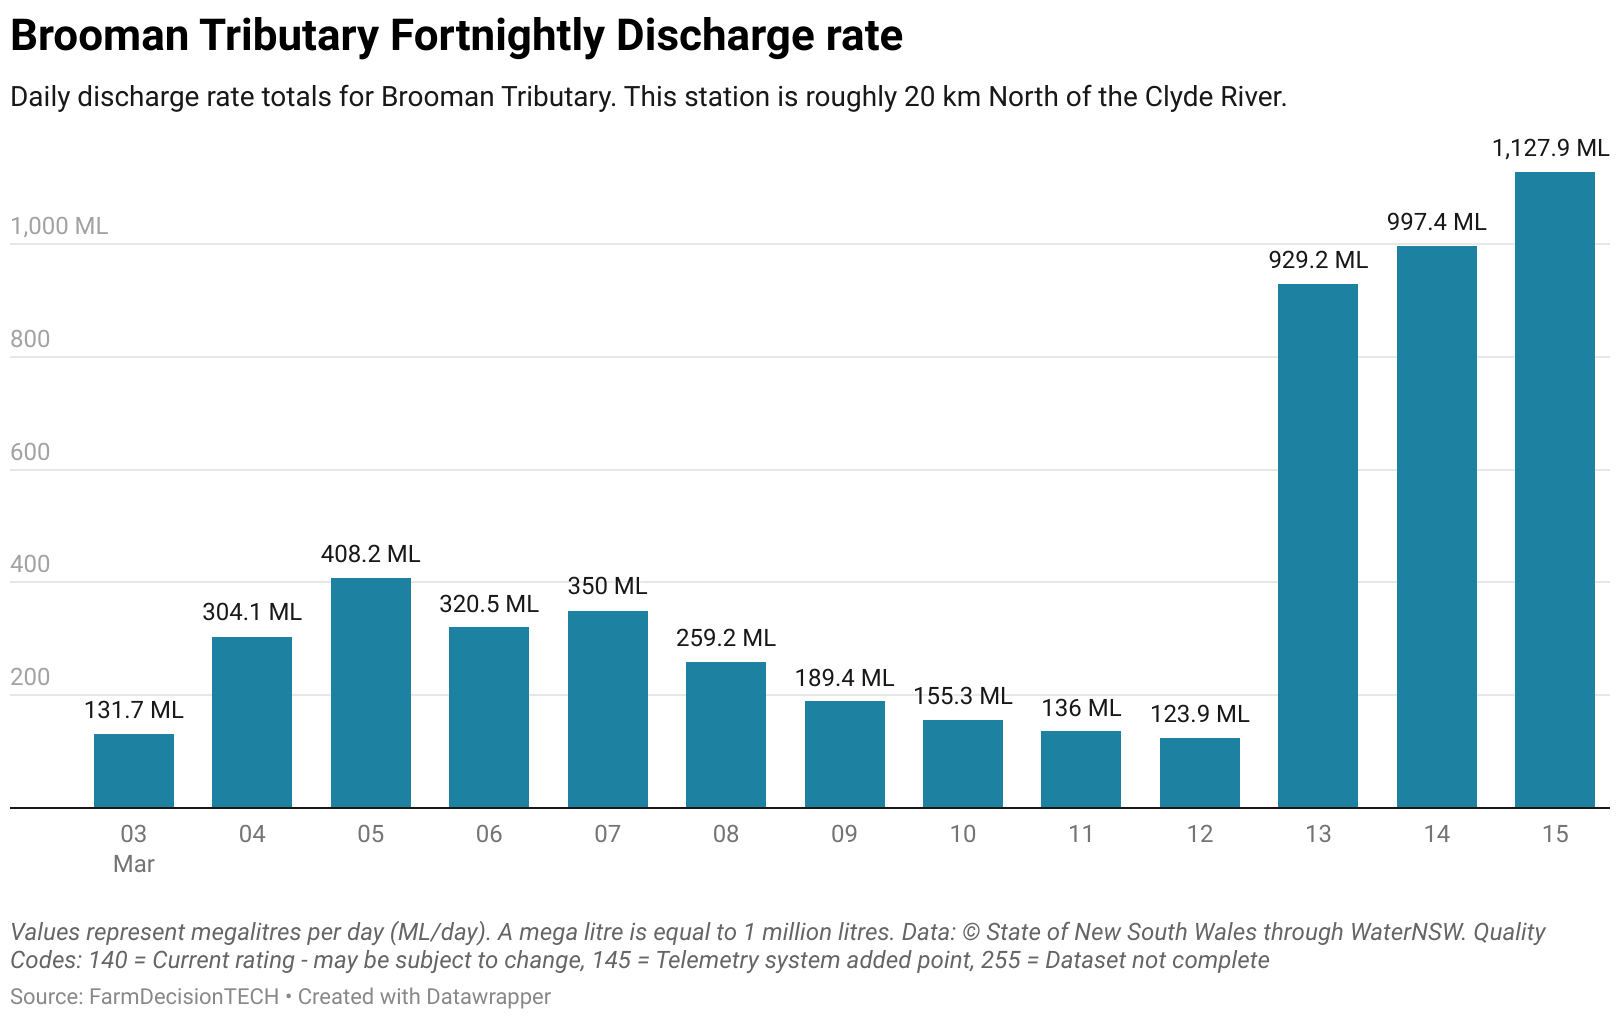 Brooman Tributary Fortnightly Discharge rate
Daily discharge rate totals for Brooman Tributary. This station is roughly 20 km North of the Clyde River.
1,127.9 ML
1,000 ML
997.4 ML
929.2 ML
800
600
400
408.2 ML
350 ML
304.1 ML
320.5 ML
259.2 ML
200
189.4 ML
155.3 ML
131.7 ML
136 ML
123.9 ML
03 04 05 06 07 08 09 10 11 12 13 14 15
Mar
Values represent megalitres per day (ML/day). A mega litre is equal to 1 million litres. Data: © State of New South Wales through WaterNSW. Quality
Codes: 140 = Current rating - may be subject to change, 145 = Telemetry system added point, 255 = Dataset not complete
Source: FarmDecisionTECH • Created with Datawrapper